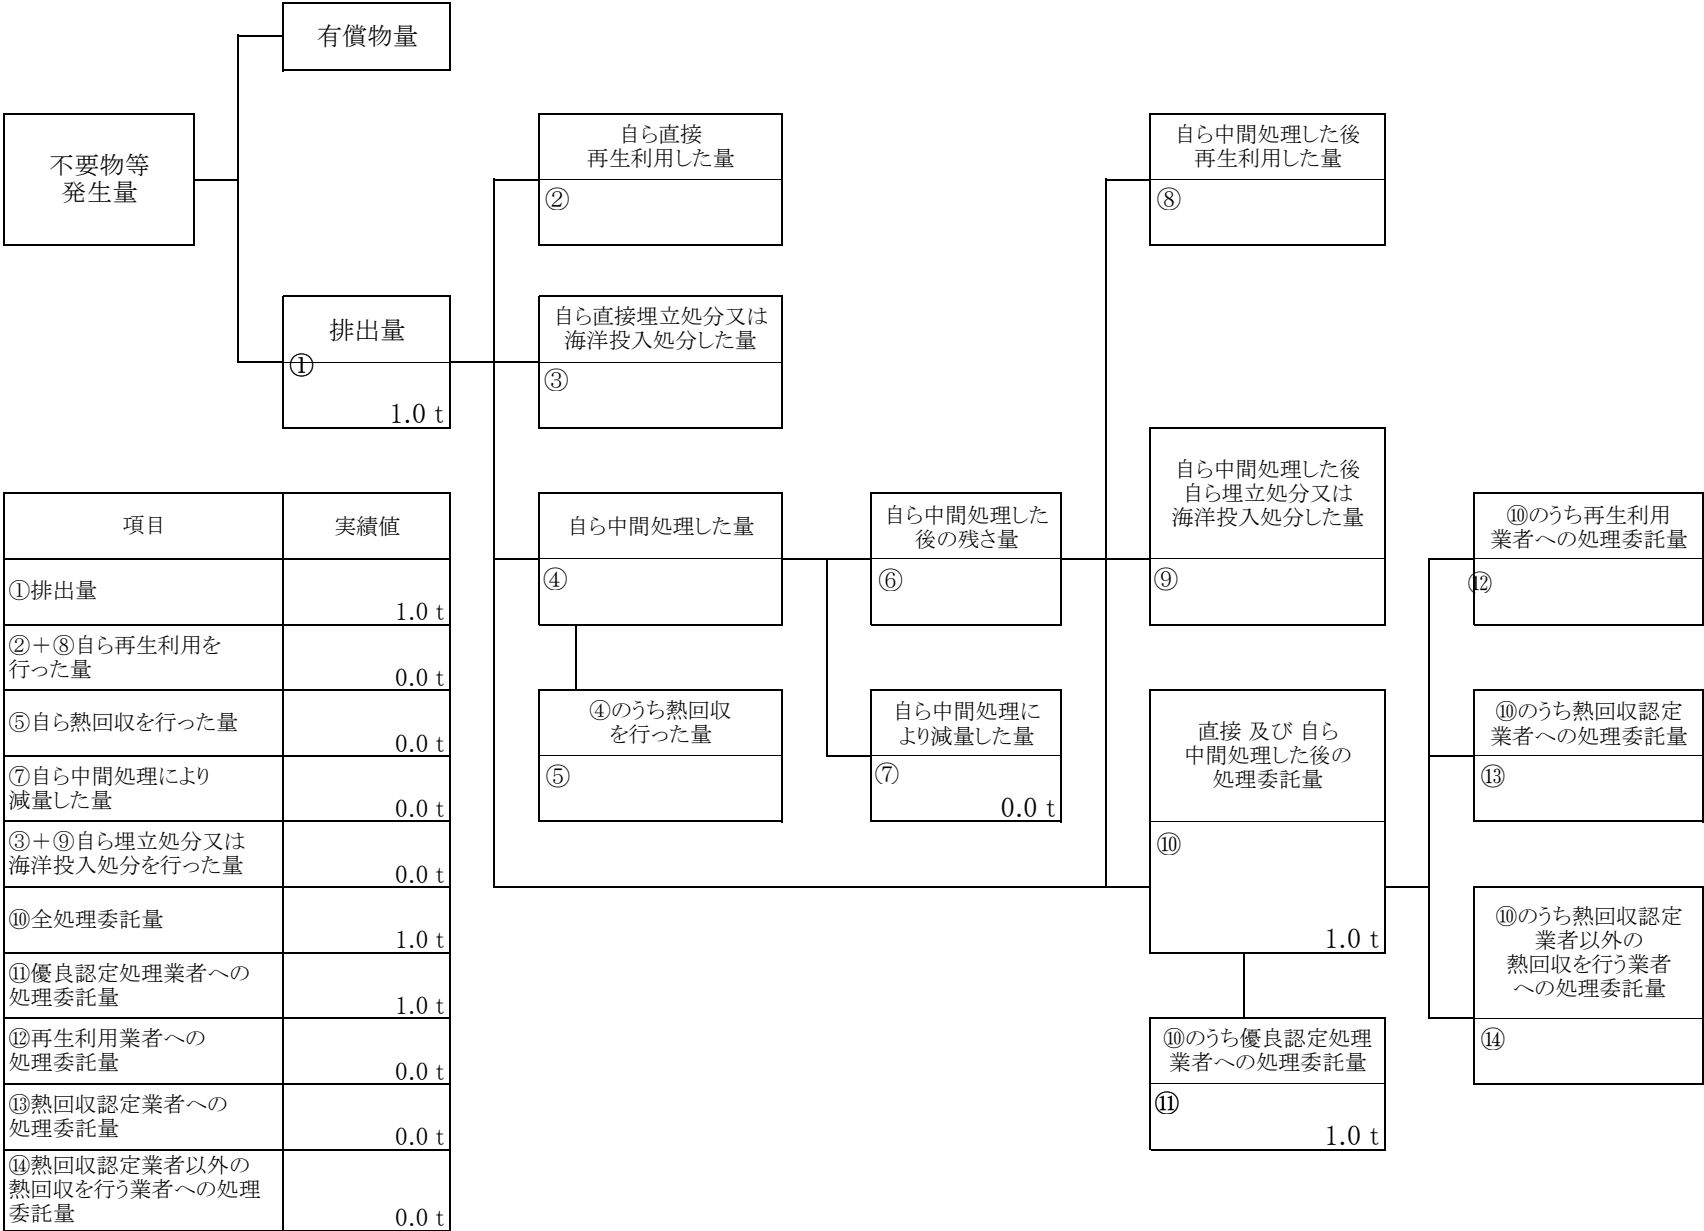 有償物量
不要物等
発生量
自ら直接
再生利用した量
②
自ら中間処理した後
再生利用した量
⑧
排出量
①
1.0 t
自ら直接埋立処分又は
海洋投入処分した量
③
自ら中間処理した量
④
自ら中間処理した
後の残さ量
⑥
自ら中間処理した後
自ら埋立処分又は
海洋投入処分した量
⑨
⑩のうち再生利用
業者への処理委託量
⑫
④のうち熱回収
を行った量
⑤
自ら中間処理に
より減量した量
⑦
0.0 t
直接 及び 自ら
中間処理した後の
処理委託量
⑩
1.0 t
⑩のうち熱回収認定
業者への処理委託量
⑬
⑩のうち熱回収認定
業者以外の
熱回収を行う業者
への処理委託量
⑭
⑩のうち優良認定処理
業者への処理委託量
⑪
1.0 t
項目 実績値
①排出量
1.0 t
②＋⑧自ら再生利用を
行った量
0.0 t
⑤自ら熱回収を行った量
0.0 t
⑦自ら中間処理により
減量した量
0.0 t
③＋⑨自ら埋立処分又は
海洋投入処分を行った量
0.0 t
⑩全処理委託量
1.0 t
⑪優良認定処理業者への
処理委託量
1.0 t
⑫再生利用業者への
処理委託量
0.0 t
⑬熱回収認定業者への
処理委託量
0.0 t
⑭熱回収認定業者以外の
熱回収を行う業者への処理
委託量
0.0 t